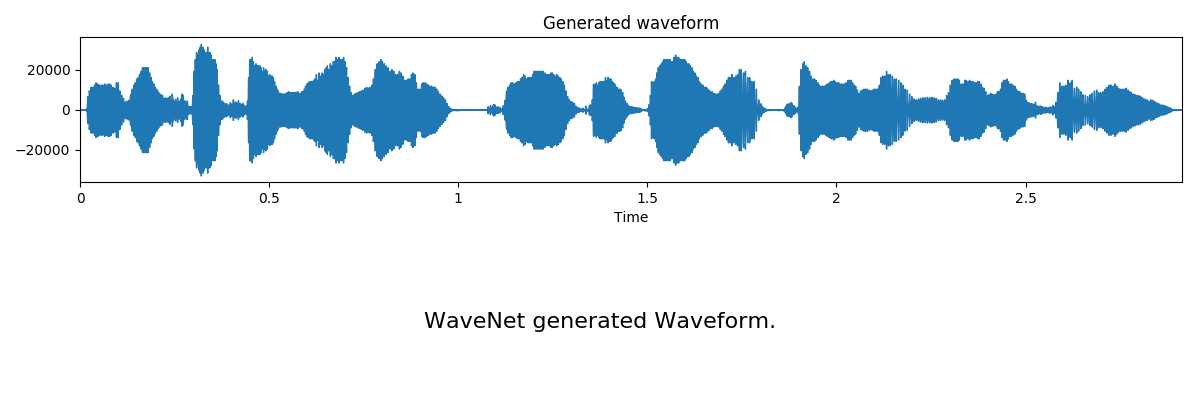 Generated waveform
20000
0
−20000
0 0.5 1 1.5 2 2.5
Time
WaveNet generated Waveform.